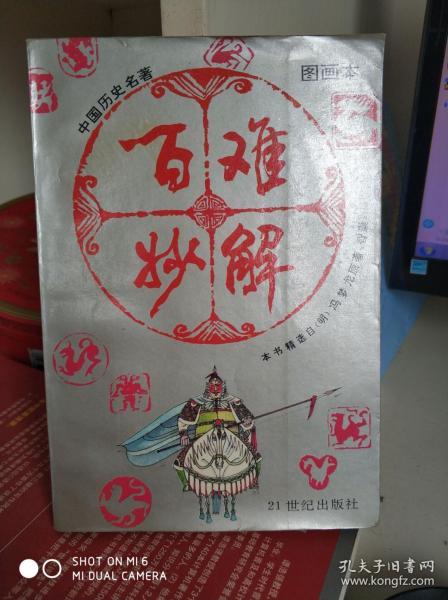 中国历史名著
图画本
百难
妙解
本书精选自(明)冯梦龙原著
21世纪出版社
SHOT ON MI 6
MI DUAL CAMERA
孔夫子旧书网
www.kongfz.com